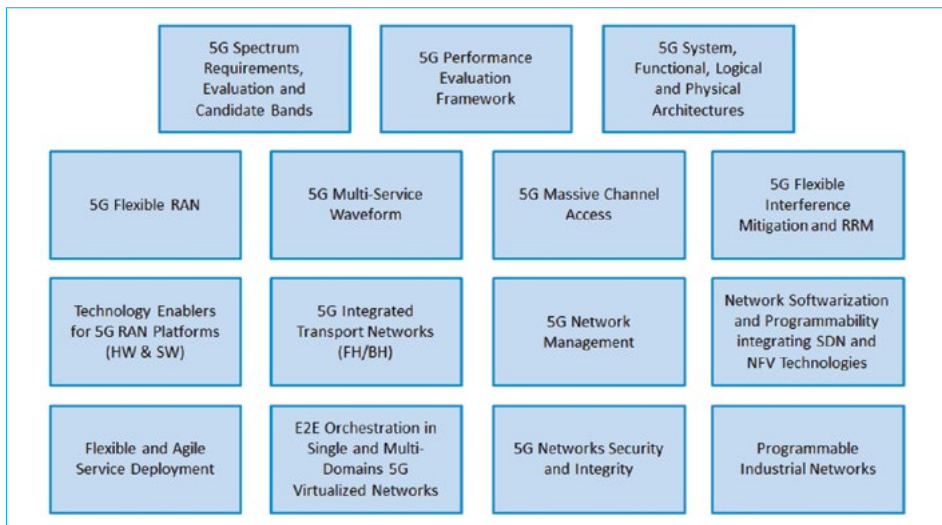 5G Spectrum
Requirements,
Evaluation and
Candidate Bands
5G Performance
Evaluation
Framework
5G System,
Functional, Logical
and Physical
Architectures
5G Flexible RAN
5G Multi-Service
Waveform
5G Massive Channel
Access
5G Flexible
Interference
Mitigation and RRM
Technology Enablers
for 5G RAN Platforms
(HW & SW)
5G Integrated
Transport Networks
(FH/BH)
5G Network
Management
Network Softwarization
and Programmability
integrating SDN and
NFV Technologies
Flexible and Agile
Service Deployment
E2E Orchestration in
Single and Multi-
Domains 5G
Virtualized Networks
5G Networks Security
and Integrity
Programmable
Industrial Networks